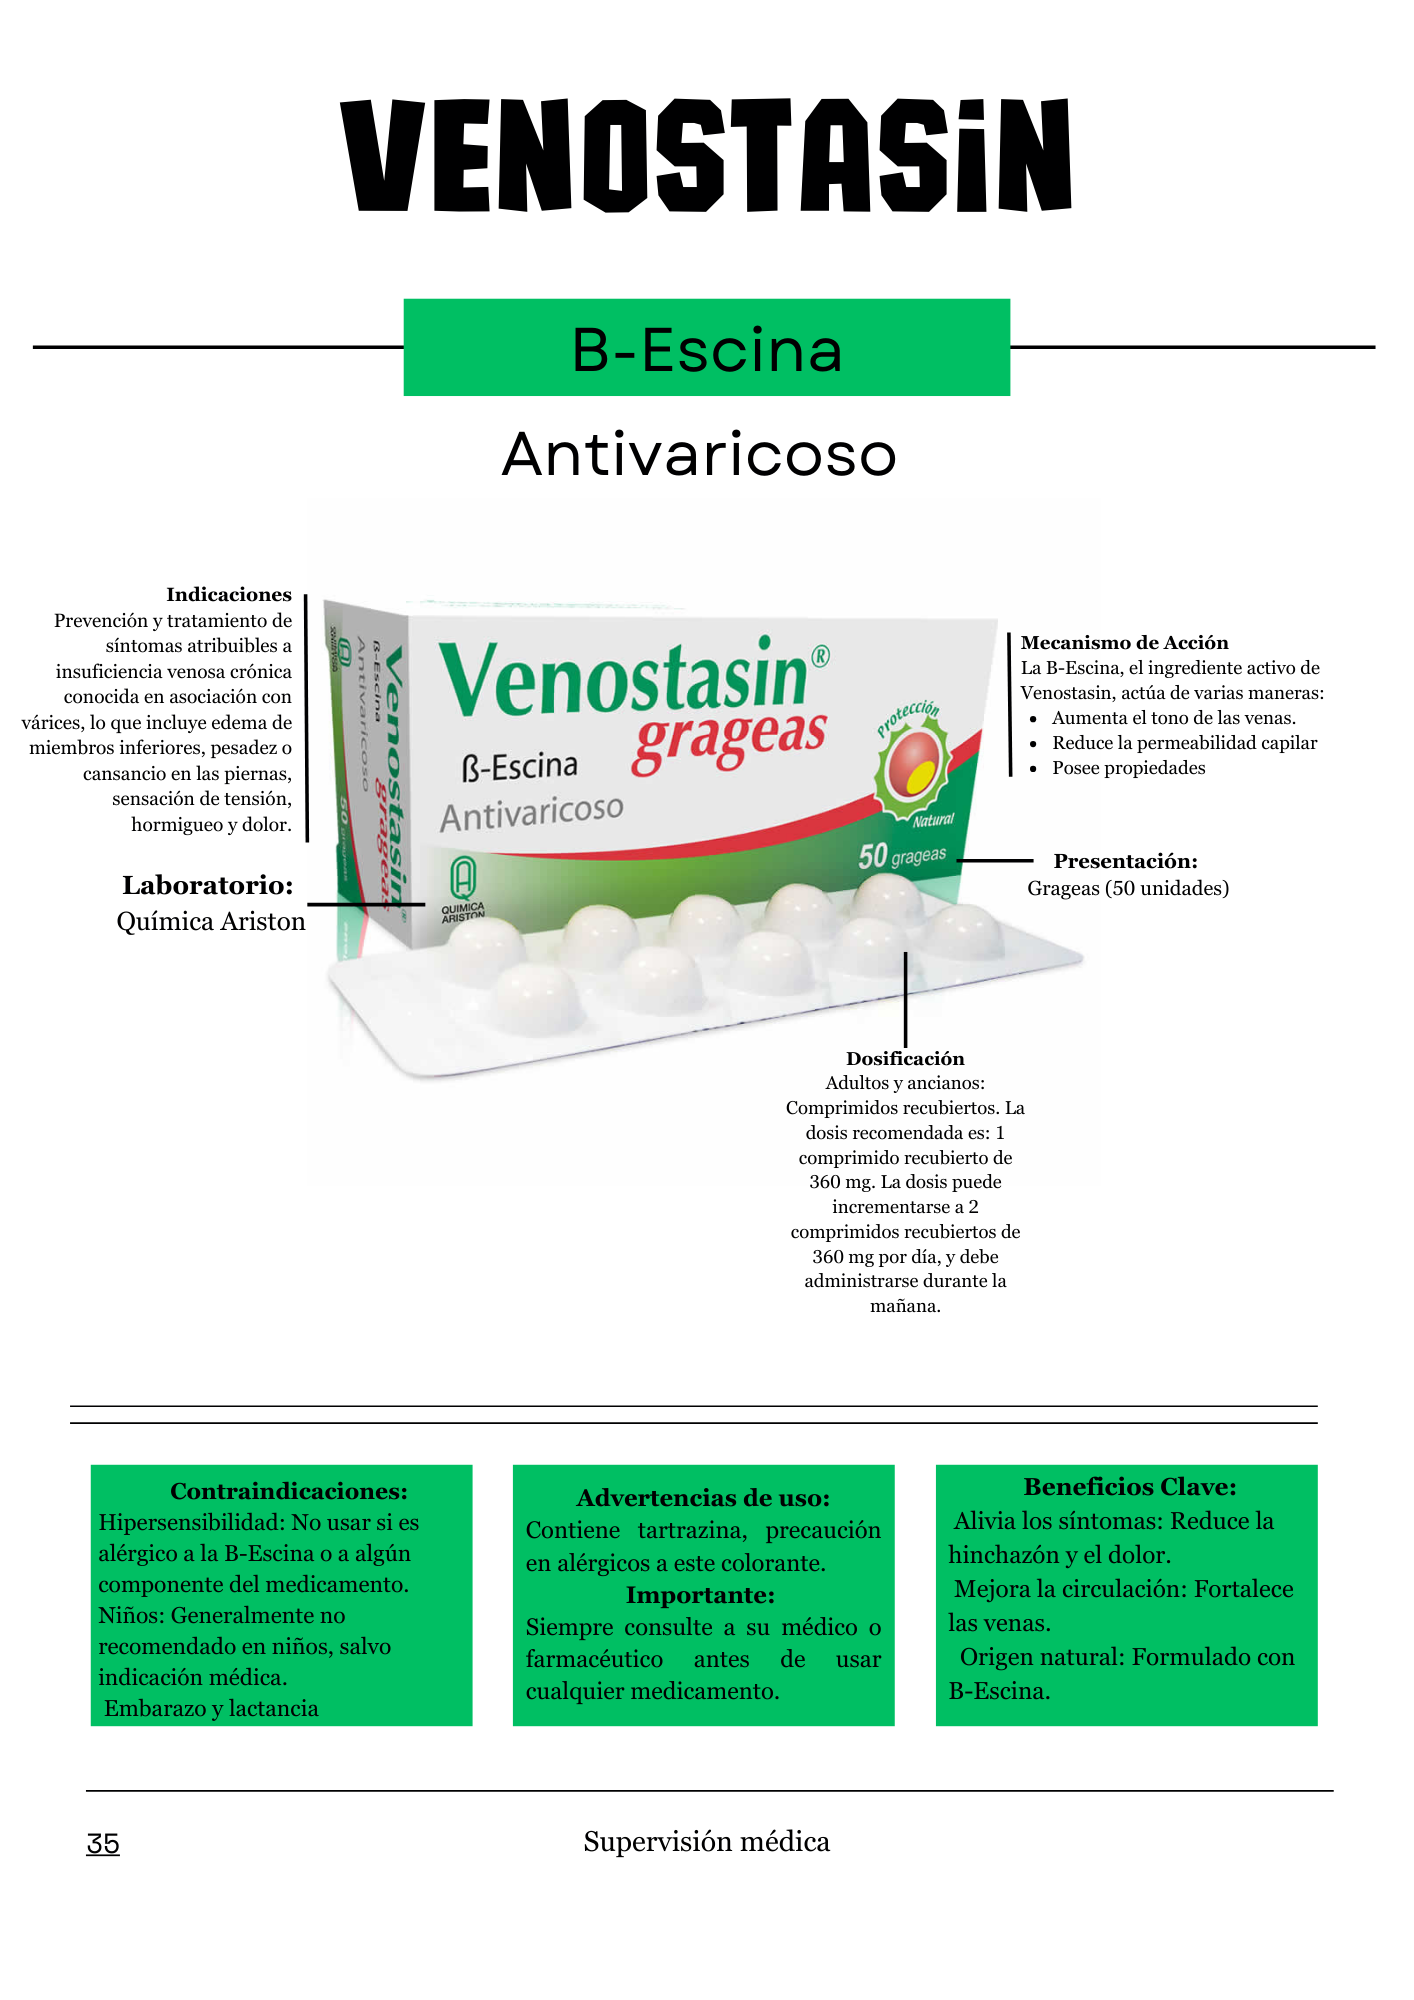 VENOSTASiN
B-Escina
Antivaricoso
Indicaciones
Prevención y tratamiento de
síntomas atribuibles a
insuficiencia venosa crónica
conocida en asociación con
várices, lo que incluye edema de
miembros inferiores, pesadez o
cansancio en las piernas,
sensación de tensión,
hormigueo y dolor.
Laboratorio:
Química Ariston
Venostasin®
grageas
ß-Escina
Antivaricoso
Protección
Natural
50 grageas
QUIMICA
ARISTON
Venostasin®
grageas
ß-Escina
Antivaricoso
50 grageas
Mecanismo de Acción
La B-Escina, el ingrediente activo de
Venostasin, actúa de varias maneras:
• Aumenta el tono de las venas.
• Reduce la permeabilidad capilar
• Posee propiedades
Presentación:
Grageas (50 unidades)
Dosificación
Adultos y ancianos:
Comprimidos recubiertos. La
dosis recomendada es: 1
comprimido recubierto de
360 mg. La dosis puede
incrementarse a 2
comprimidos recubiertos de
360 mg por día, y debe
administrarse durante la
mañana.
Contraindicaciones:
Hipersensibilidad: No usar si es
alérgico a la B-Escina o a algún
componente del medicamento.
Niños: Generalmente no
recomendado en niños, salvo
indicación médica.
Embarazo y lactancia
Advertencias de uso:
Contiene tartrazina, precaución
en alérgicos a este colorante.
Importante:
Siempre consulte a su médico o
farmacéutico antes de usar
cualquier medicamento.
Beneficios Clave:
Alivia los síntomas: Reduce la
hinchazón y el dolor.
Mejora la circulación: Fortalece
las venas.
Origen natural: Formulado con
B-Escina.
35
Supervisión médica